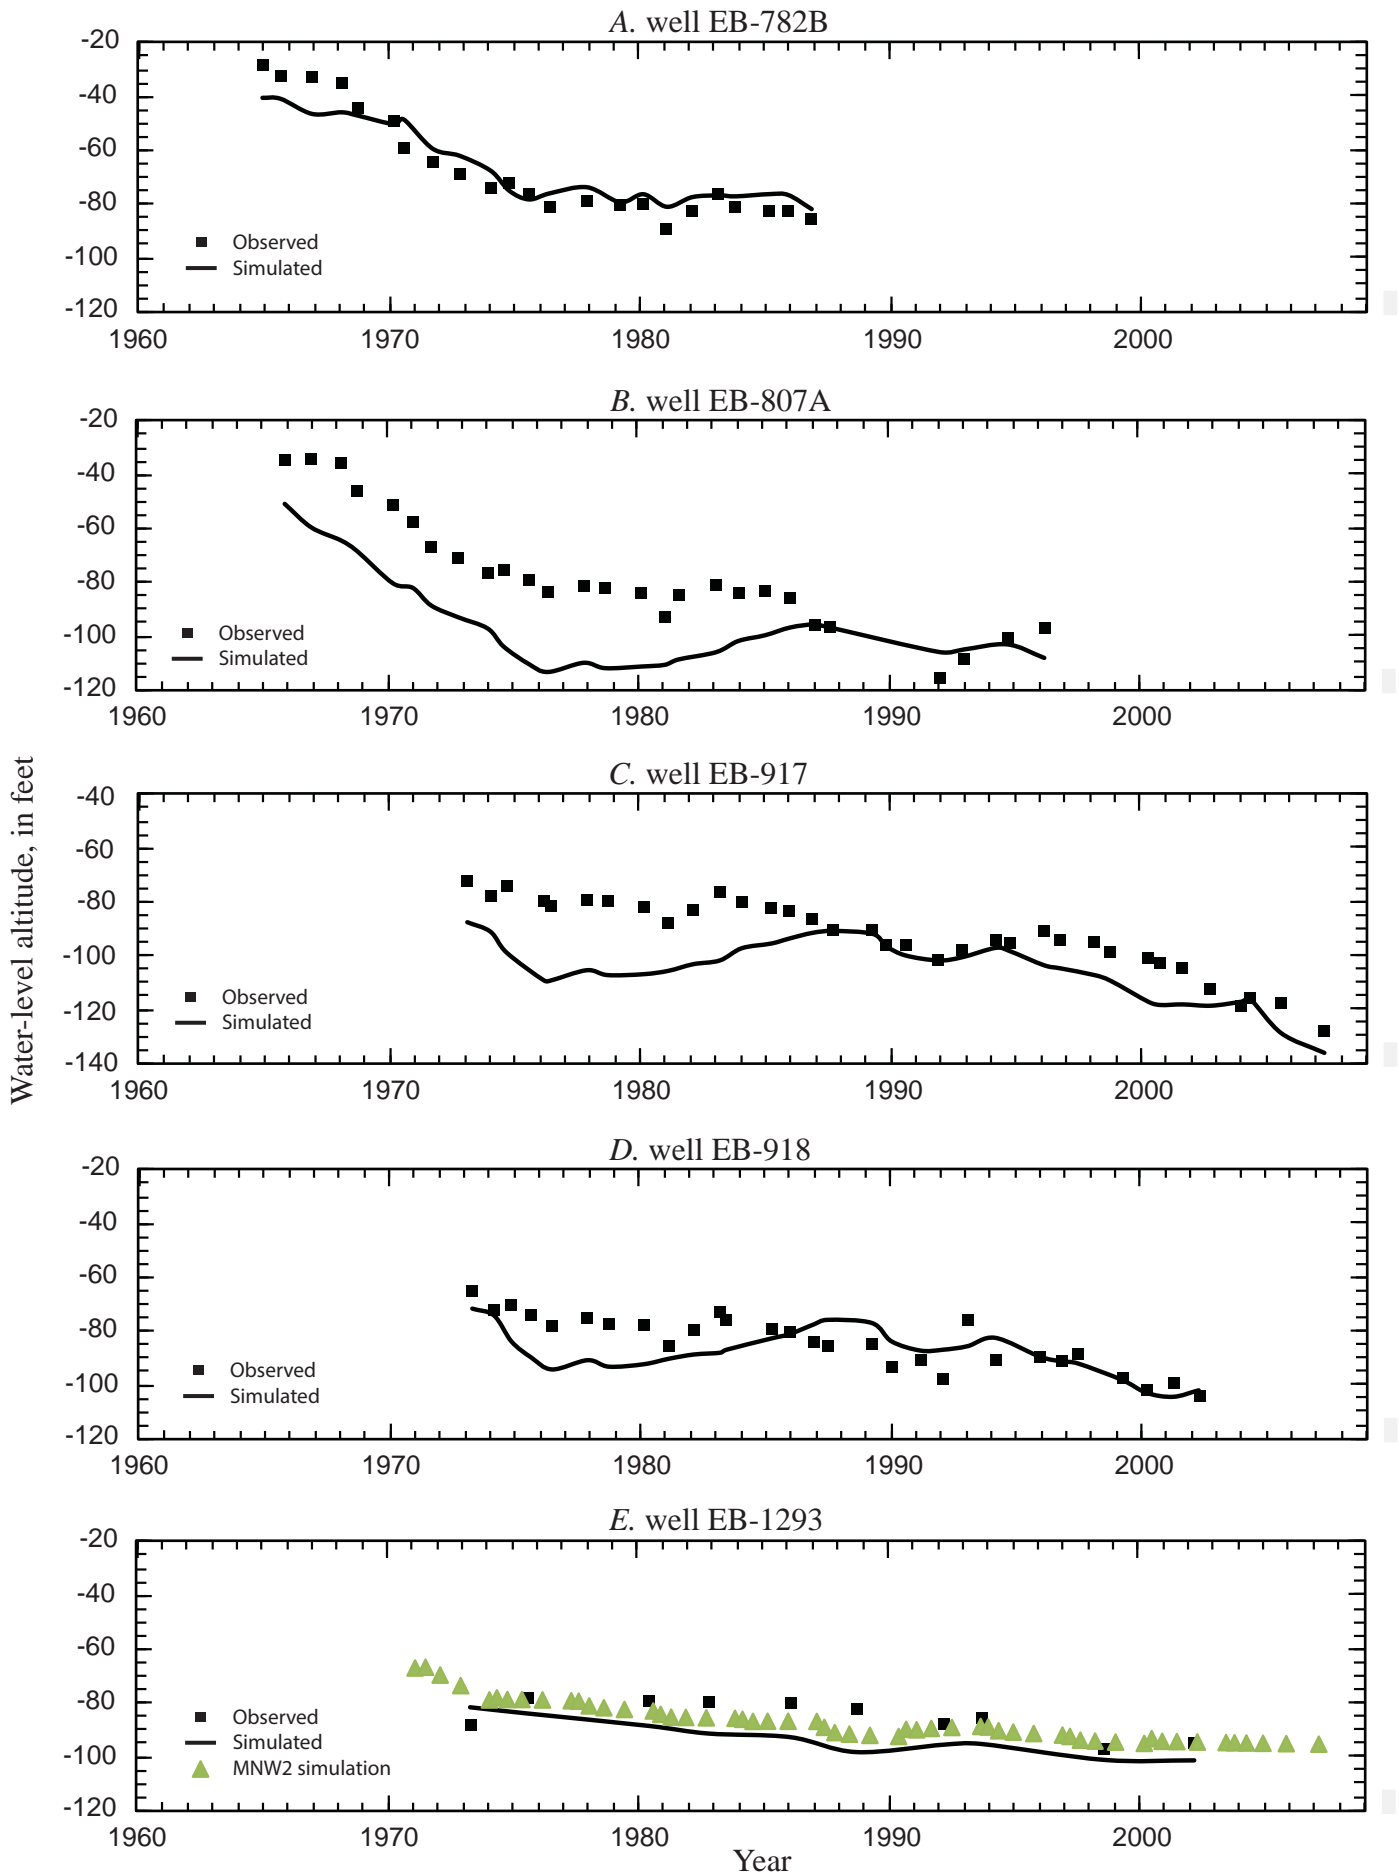 A. well EB-782B
-20
-40
-60
-80
-100
-120
Observed
Simulated
1960 1970 1980 1990 2000
B. well EB-807A
-20
-40
-60
-80
-100
-120
Observed
Simulated
1960 1970 1980 1990 2000
Water-level altitude, in feet
C. well EB-917
-40
-60
-80
-100
-120
-140
Observed
Simulated
1960 1970 1980 1990 2000
D. well EB-918
-20
-40
-60
-80
-100
-120
Observed
Simulated
1960 1970 1980 1990 2000
E. well EB-1293
-20
-40
-60
-80
-100
-120
Observed
Simulated
MNW2 simulation
1960 1970 1980 1990 2000
Year